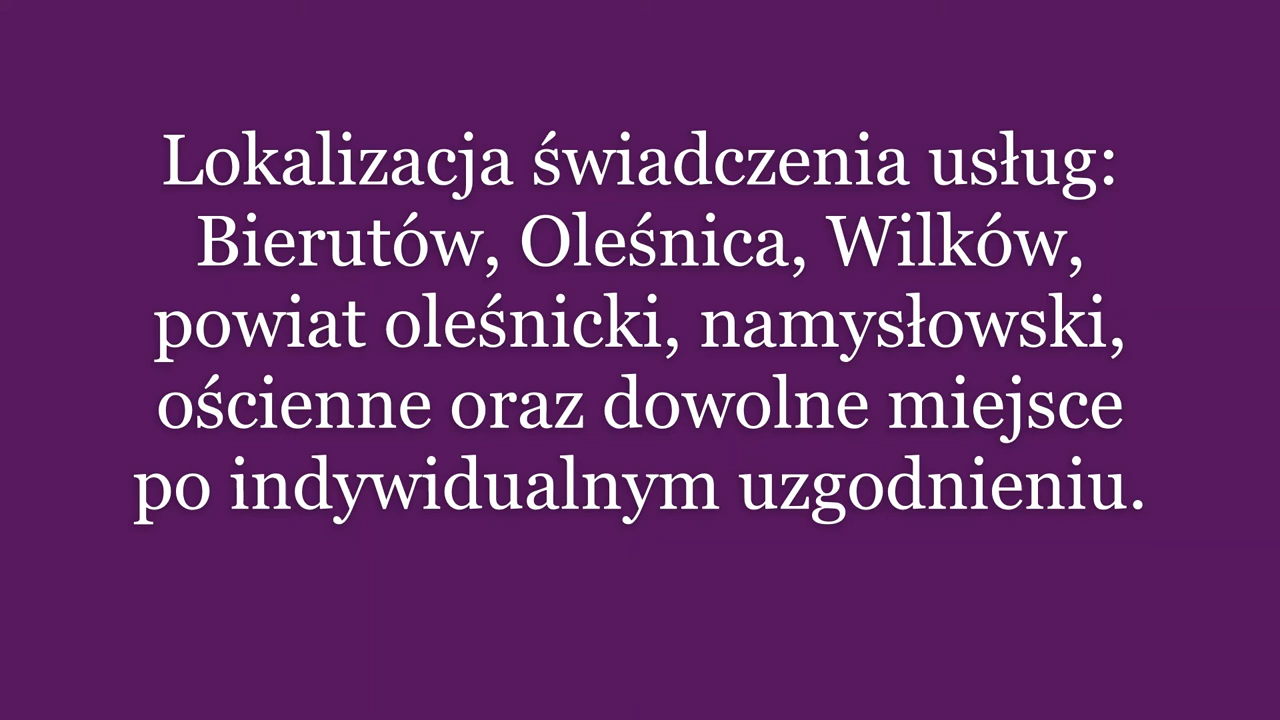 Lokalizacja świadczenia usług:
Bierutów, Oleśnica, Wilków,
powiat oleśnicki, namysłowski,
ościenne oraz dowolne miejsce
po indywidualnym uzgodnieniu.